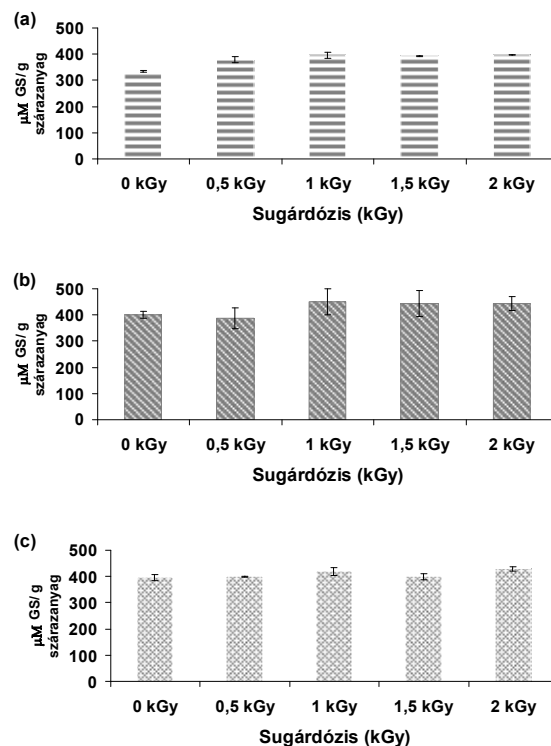 (a)
µM GS/ g
szárazanyag
500
400
300
200
100
0
0 kGy 0,5 kGy 1 kGy 1,5 kGy 2 kGy
Sugárdózis (kGy)
(b)
µM GS/ g
szárazanyag
500
400
300
200
100
0
0 kGy 0,5 kGy 1 kGy 1,5 kGy 2 kGy
Sugárdózis (kGy)
(c)
µM GS/ g
szárazanyag
500
400
300
200
100
0
0 kGy 0,5 kGy 1 kGy 1,5 kGy 2 kGy
Sugárdózis (kGy)